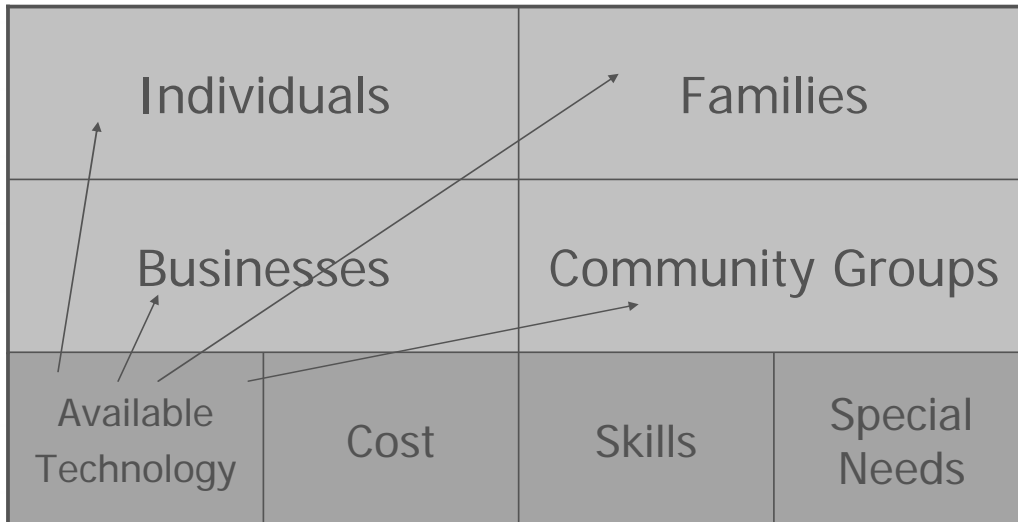 Individuals
Families
Businesses
Community Groups
Available
Technology
Cost
Skills
Special
Needs